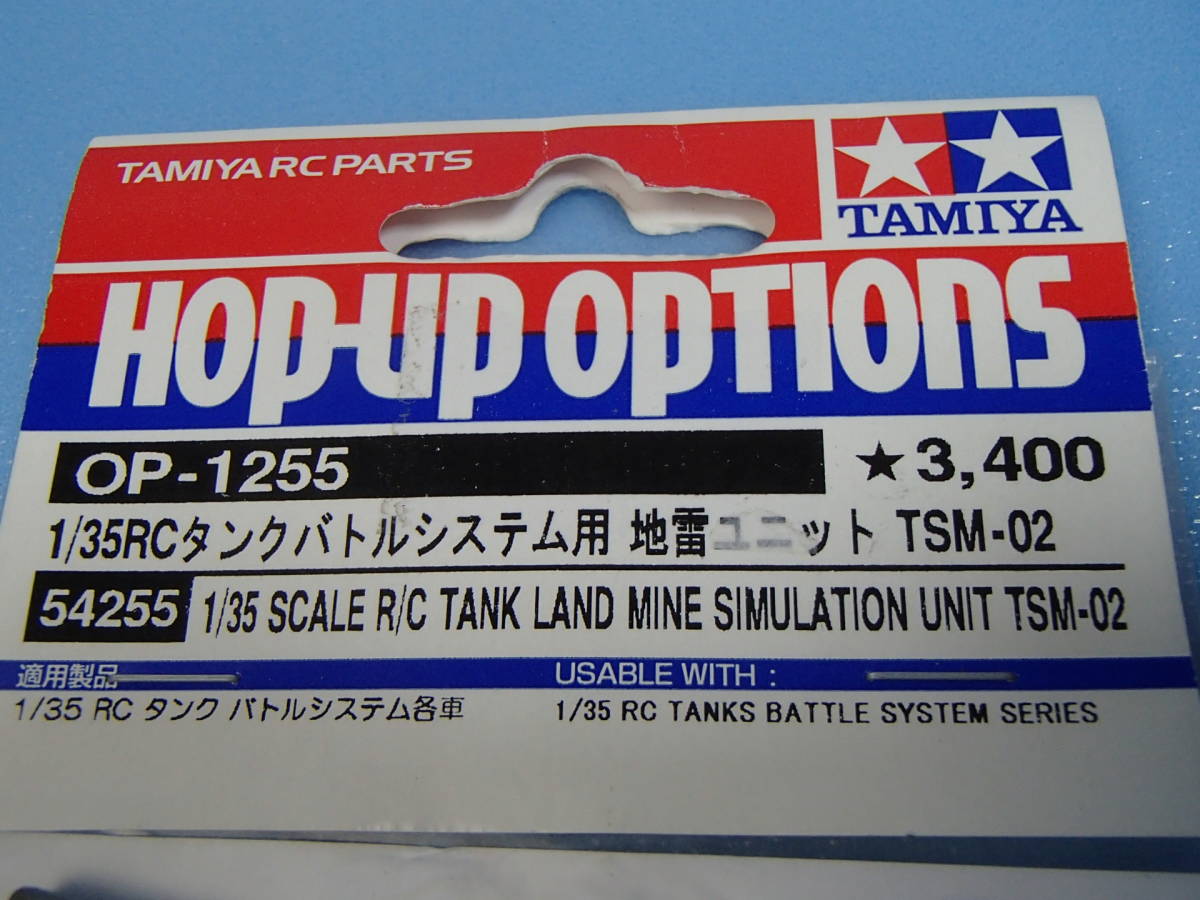 TAMIYA RC PARTS
TAMIYA
HOP-UP OPTIONS
OP-1255 ★3,400
1/35RCタンクバトルシステム用 地雷ユニット TSM-02
54255 1/35 SCALE R/C TANK LAND MINE SIMULATION UNIT TSM-02
適用製品 USABLE WITH :
1/35 RC タンク バトルシステム各車 1/35 RC TANKS BATTLE SYSTEM SERIES